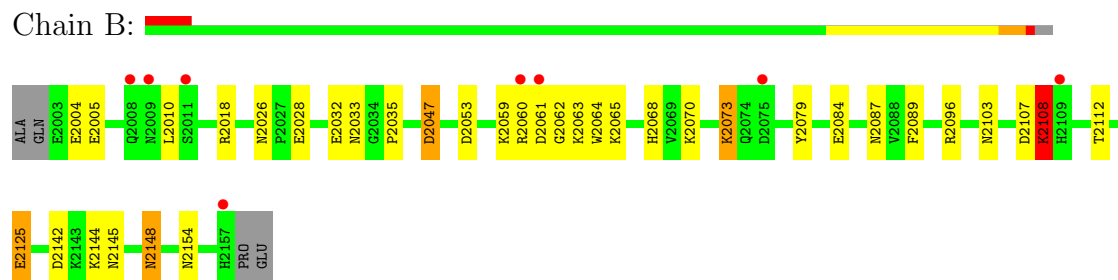 Chain B:
ALA GLN E2003 E2004 E2005 Q2008 N2009 L2010 S2011 R2018 N2026 P2027 E2028 E2032 N2033 G2034 P2035 D2047 D2053 K2059 R2060 D2061 G2062 K2063 W2064 K2065 H2068 V2069 K2070 K2073 Q2074 D2075 Y2079 E2084 N2087 V2088 F2089 R2096 N2103 D2107 K2108 H2109 T2112
E2125 D2142 K2143 K2144 N2145 N2148 N2154 H2157 PRO GLU